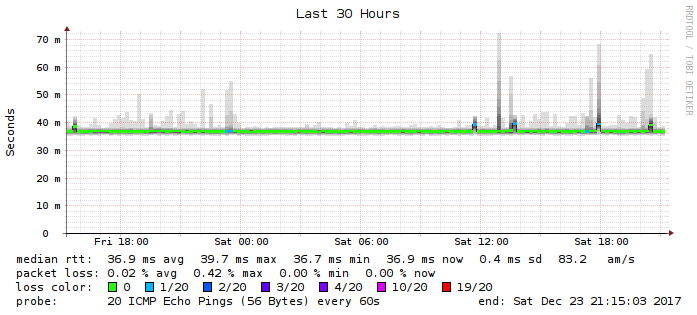 Last 30 Hours
RRDTOOL / TOBI OETIKER
Seconds
70 m
60 m
50 m
40 m
30 m
20 m
10 m
0
Fri 18:00 Sat 00:00 Sat 06:00 Sat 12:00 Sat 18:00
median rtt: 36.9 ms avg 39.7 ms max 36.7 ms min 36.9 ms now 0.4 ms sd 83.2 am/s
packet loss: 0.02 % avg 0.42 % max 0.00 % min 0.00 % now
loss color: 0 1/20 2/20 3/20 4/20 10/20 19/20
probe: 20 ICMP Echo Pings (56 Bytes) every 60s end: Sat Dec 23 21:15:03 2017